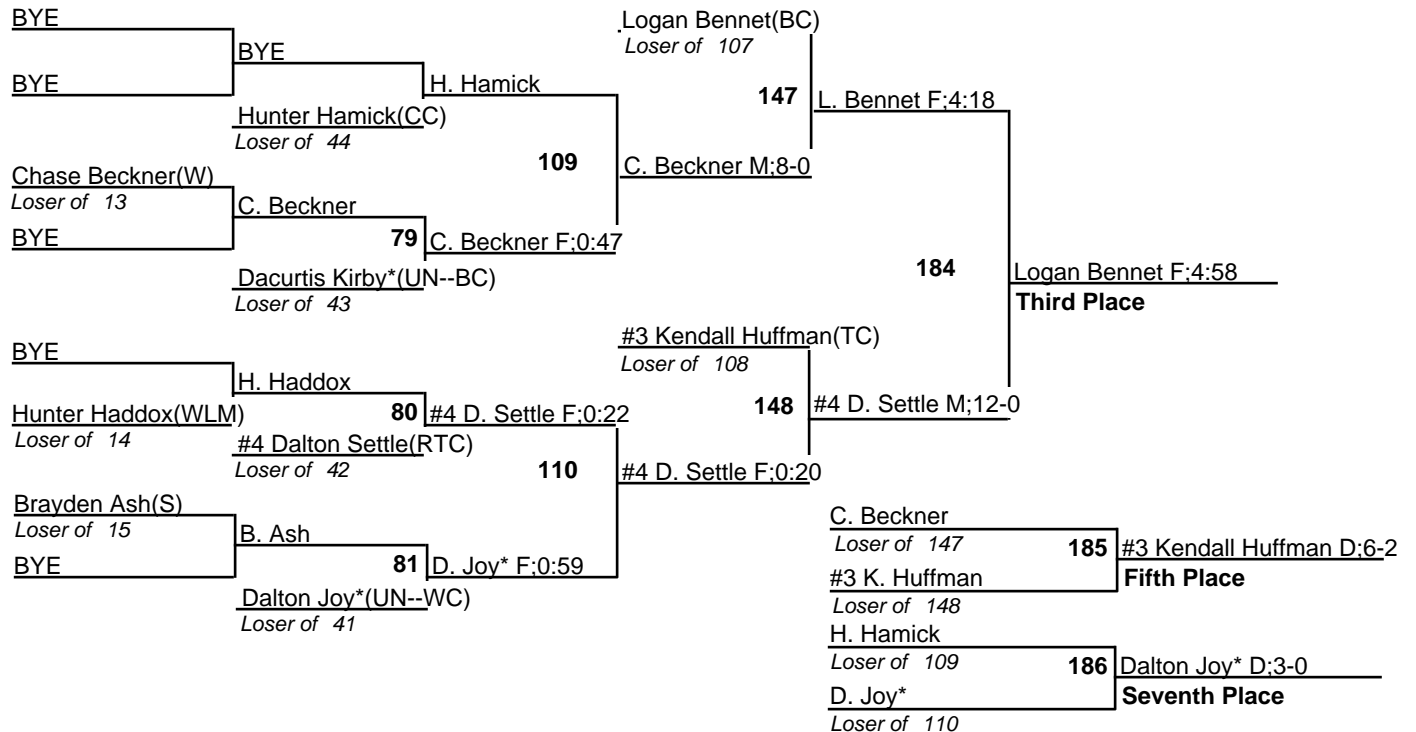 BYE
Logan Bennet(BC)
Loser of 107
BYE
BYE
H. Hamick
147
L. Bennet F;4:18
Hunter Hamick(CC)
Loser of 44
109
C. Beckner M;8-0
Chase Beckner(W)
Loser of 13
C. Beckner
79
C. Beckner F;0:47
BYE
184
Logan Bennet F;4:58
Dacurtis Kirby*(UN--BC)
Loser of 43
Third Place
#3 Kendall Huffman(TC)
Loser of 108
BYE
H. Haddox
Hunter Haddox(WLM)
Loser of 14
80
#4 D. Settle F;0:22
148
#4 D. Settle M;12-0
#4 Dalton Settle(RTC)
Loser of 42
110
#4 D. Settle F;0:20
Brayden Ash(S)
Loser of 15
B. Ash
C. Beckner
Loser of 147
185
#3 Kendall Huffman D;6-2
BYE
81
D. Joy* F;0:59
#3 K. Huffman
Fifth Place
Loser of 148
Dalton Joy*(UN--WC)
Loser of 41
H. Hamick
Loser of 109
186
Dalton Joy* D;3-0
D. Joy*
Seventh Place
Loser of 110